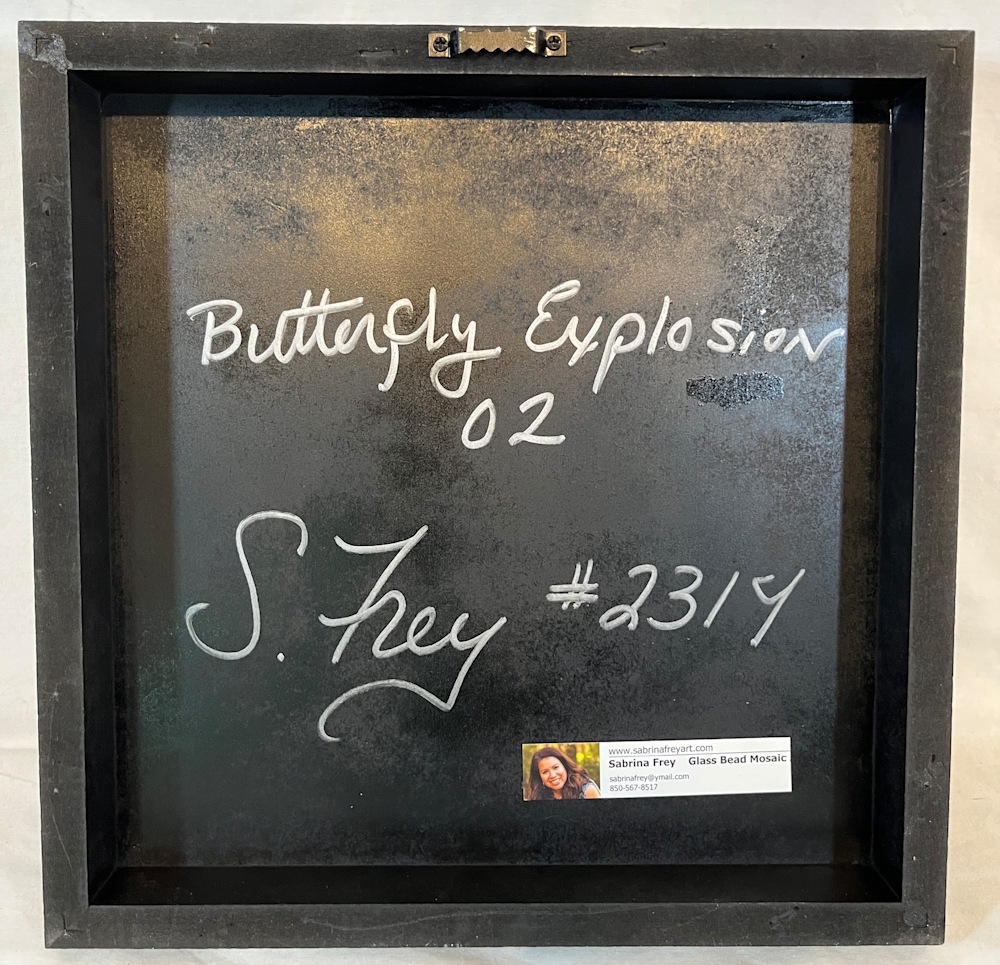 Butterfly Explosion
02
S. Frey #2314
www.sabrinafreyart.com
Sabrina Frey Glass Bead Mosaic
sabrinafrey@ymail.com
850-567-8517